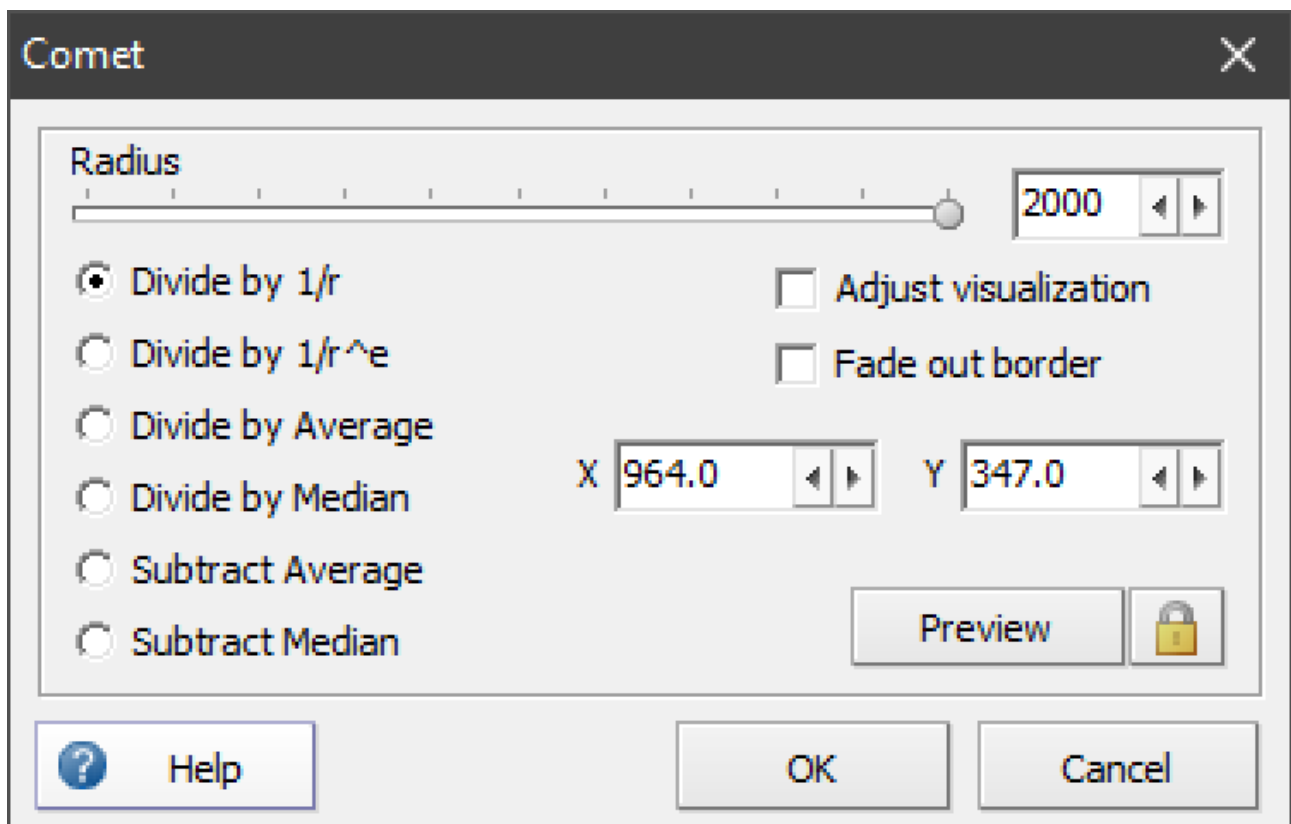 Comet
Radius
2000
Divide by 1/r
Adjust visualization
Divide by 1/r^e
Fade out border
Divide by Average
X 964.0 Y 347.0
Divide by Median
Subtract Average
Preview
Subtract Median
? Help OK Cancel